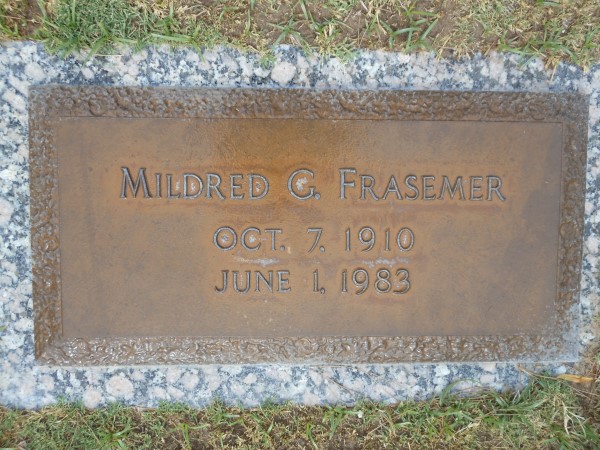 MILDRED G. FRASEMER
OCT. 7, 1910
JUNE 1, 1983